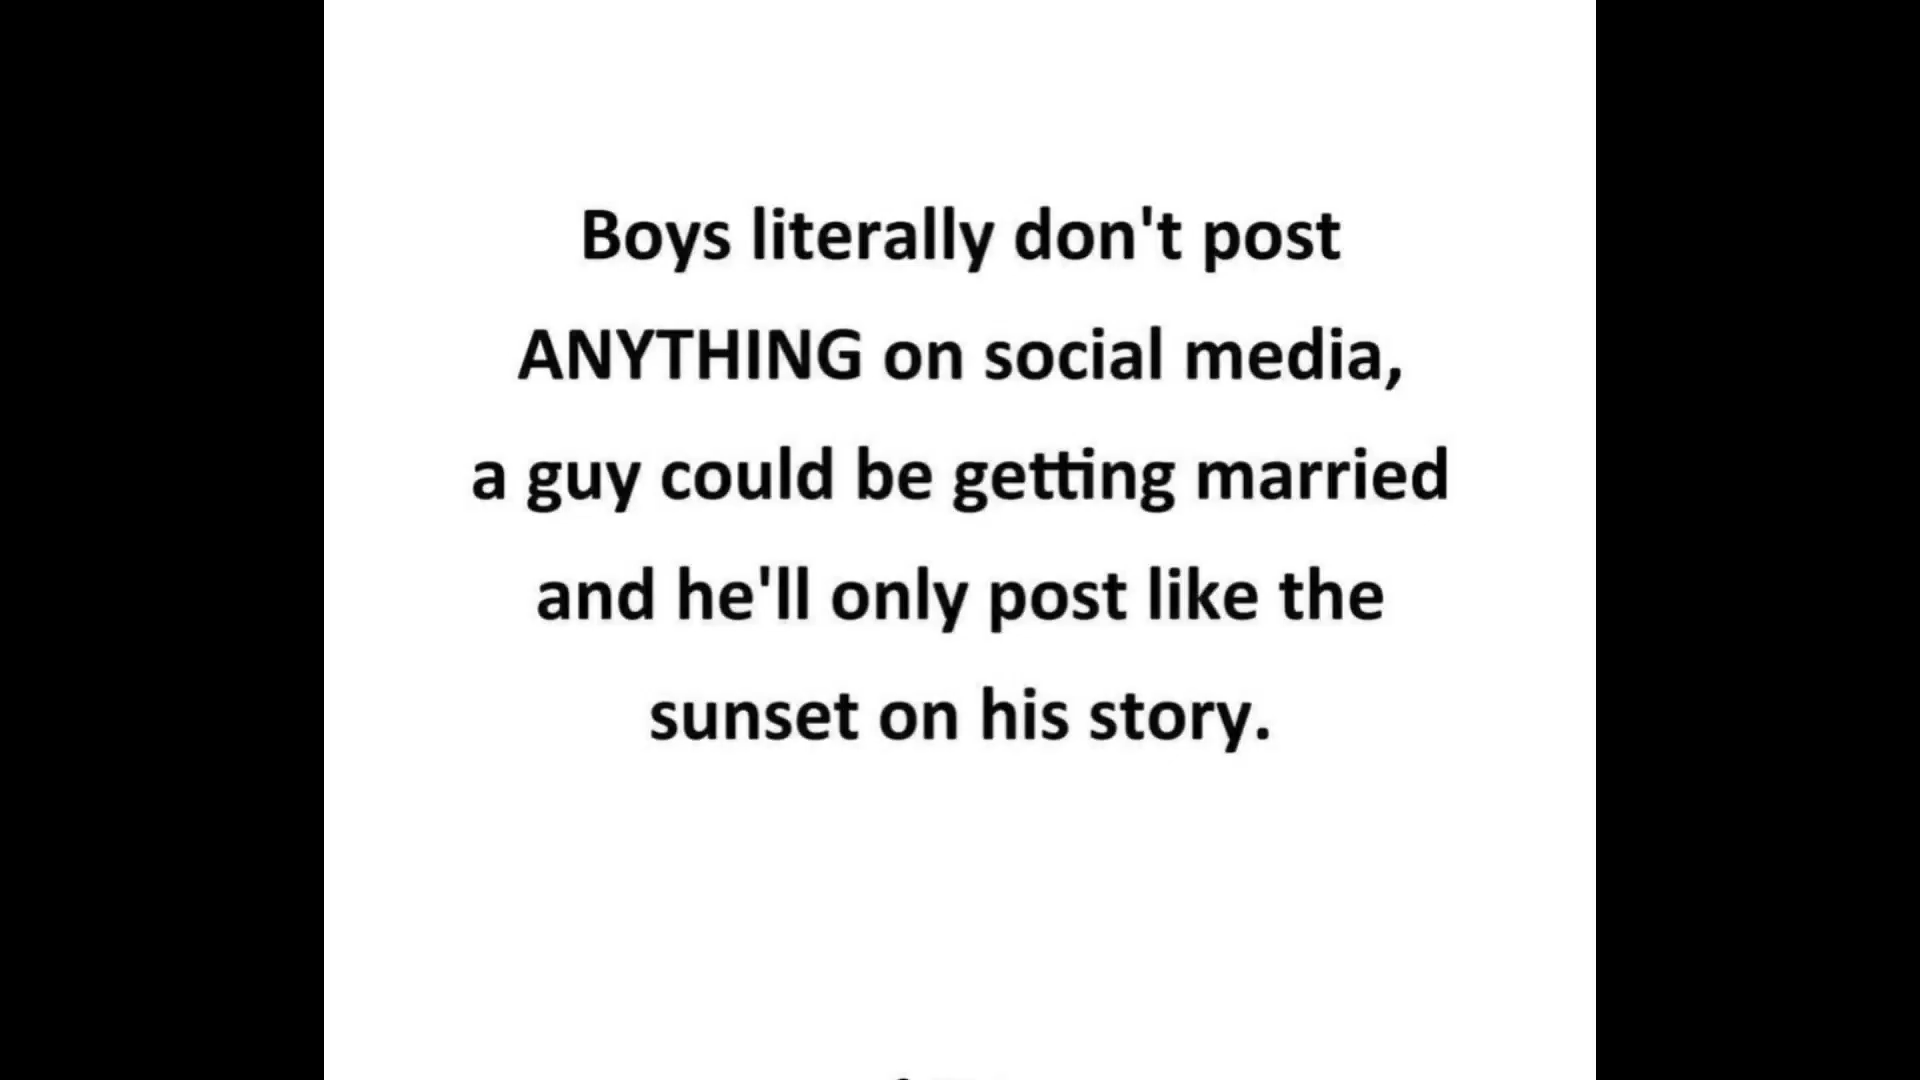 Boys literally don't post
ANYTHING on social media,
a guy could be getting married
and he'll only post like the
sunset on his story.